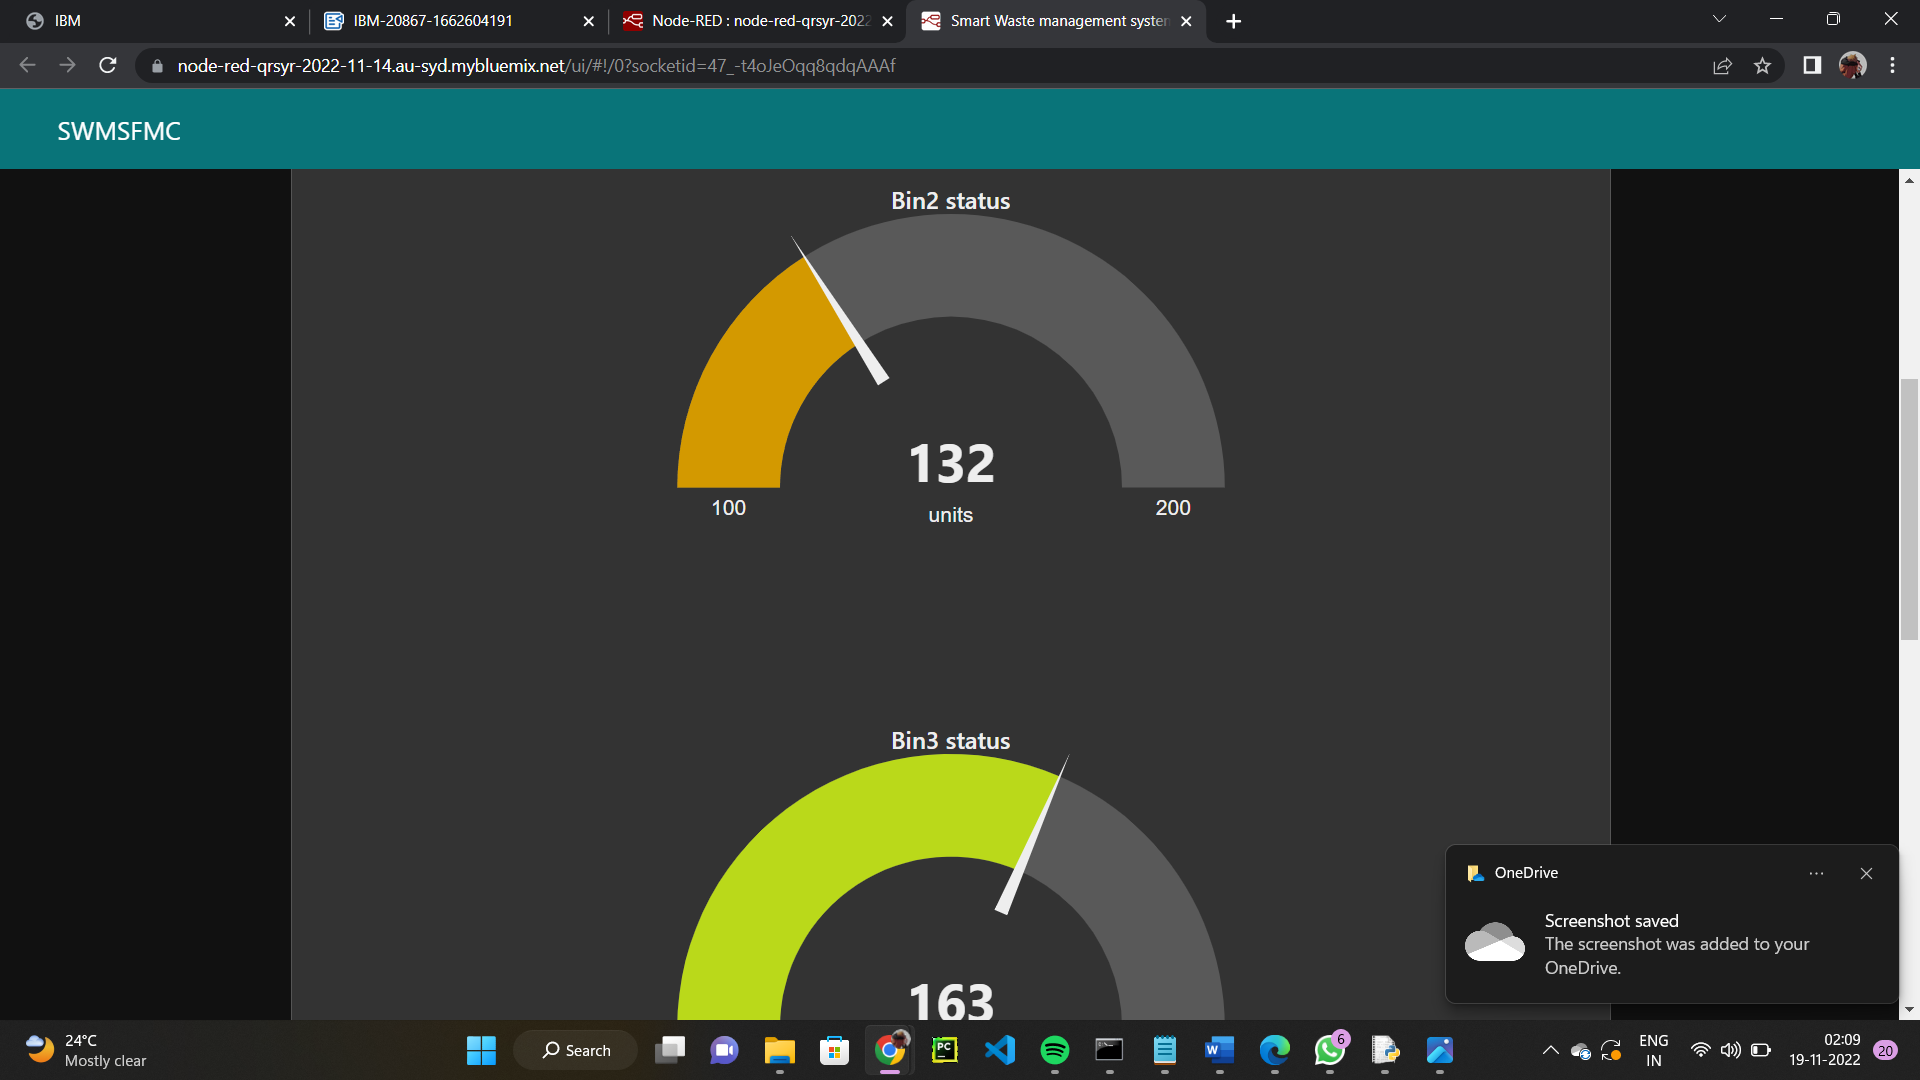 IBM
IBM-20867-1662604191
Node-RED : node-red-qrsyr-2022
Smart Waste management system
node-red-qrsyr-2022-11-14.au-syd.mybluemix.net/ui/#!/0?socketid=47_-t4oJeOqq8qdqAAAf
SWMSFMC
Bin2 status
132
units
100
200
Bin3 status
163
OneDrive
Screenshot saved
The screenshot was added to your
OneDrive.
24°C
Mostly clear
Search
PC
W
6
ENG
IN
02:09
19-11-2022
20